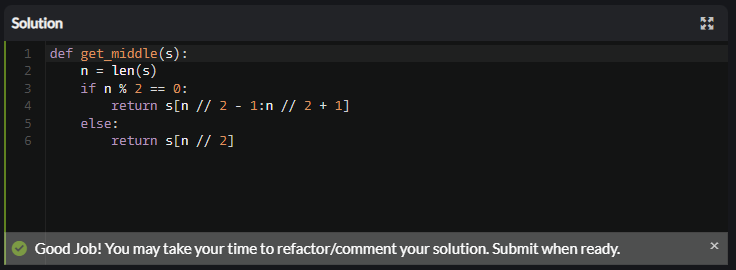 Solution
1 def get_middle(s):
2     n = len(s)
3     if n % 2 == 0:
4         return s[n // 2 - 1:n // 2 + 1]
5     else:
6         return s[n // 2]
Good Job! You may take your time to refactor/comment your solution. Submit when ready. ×